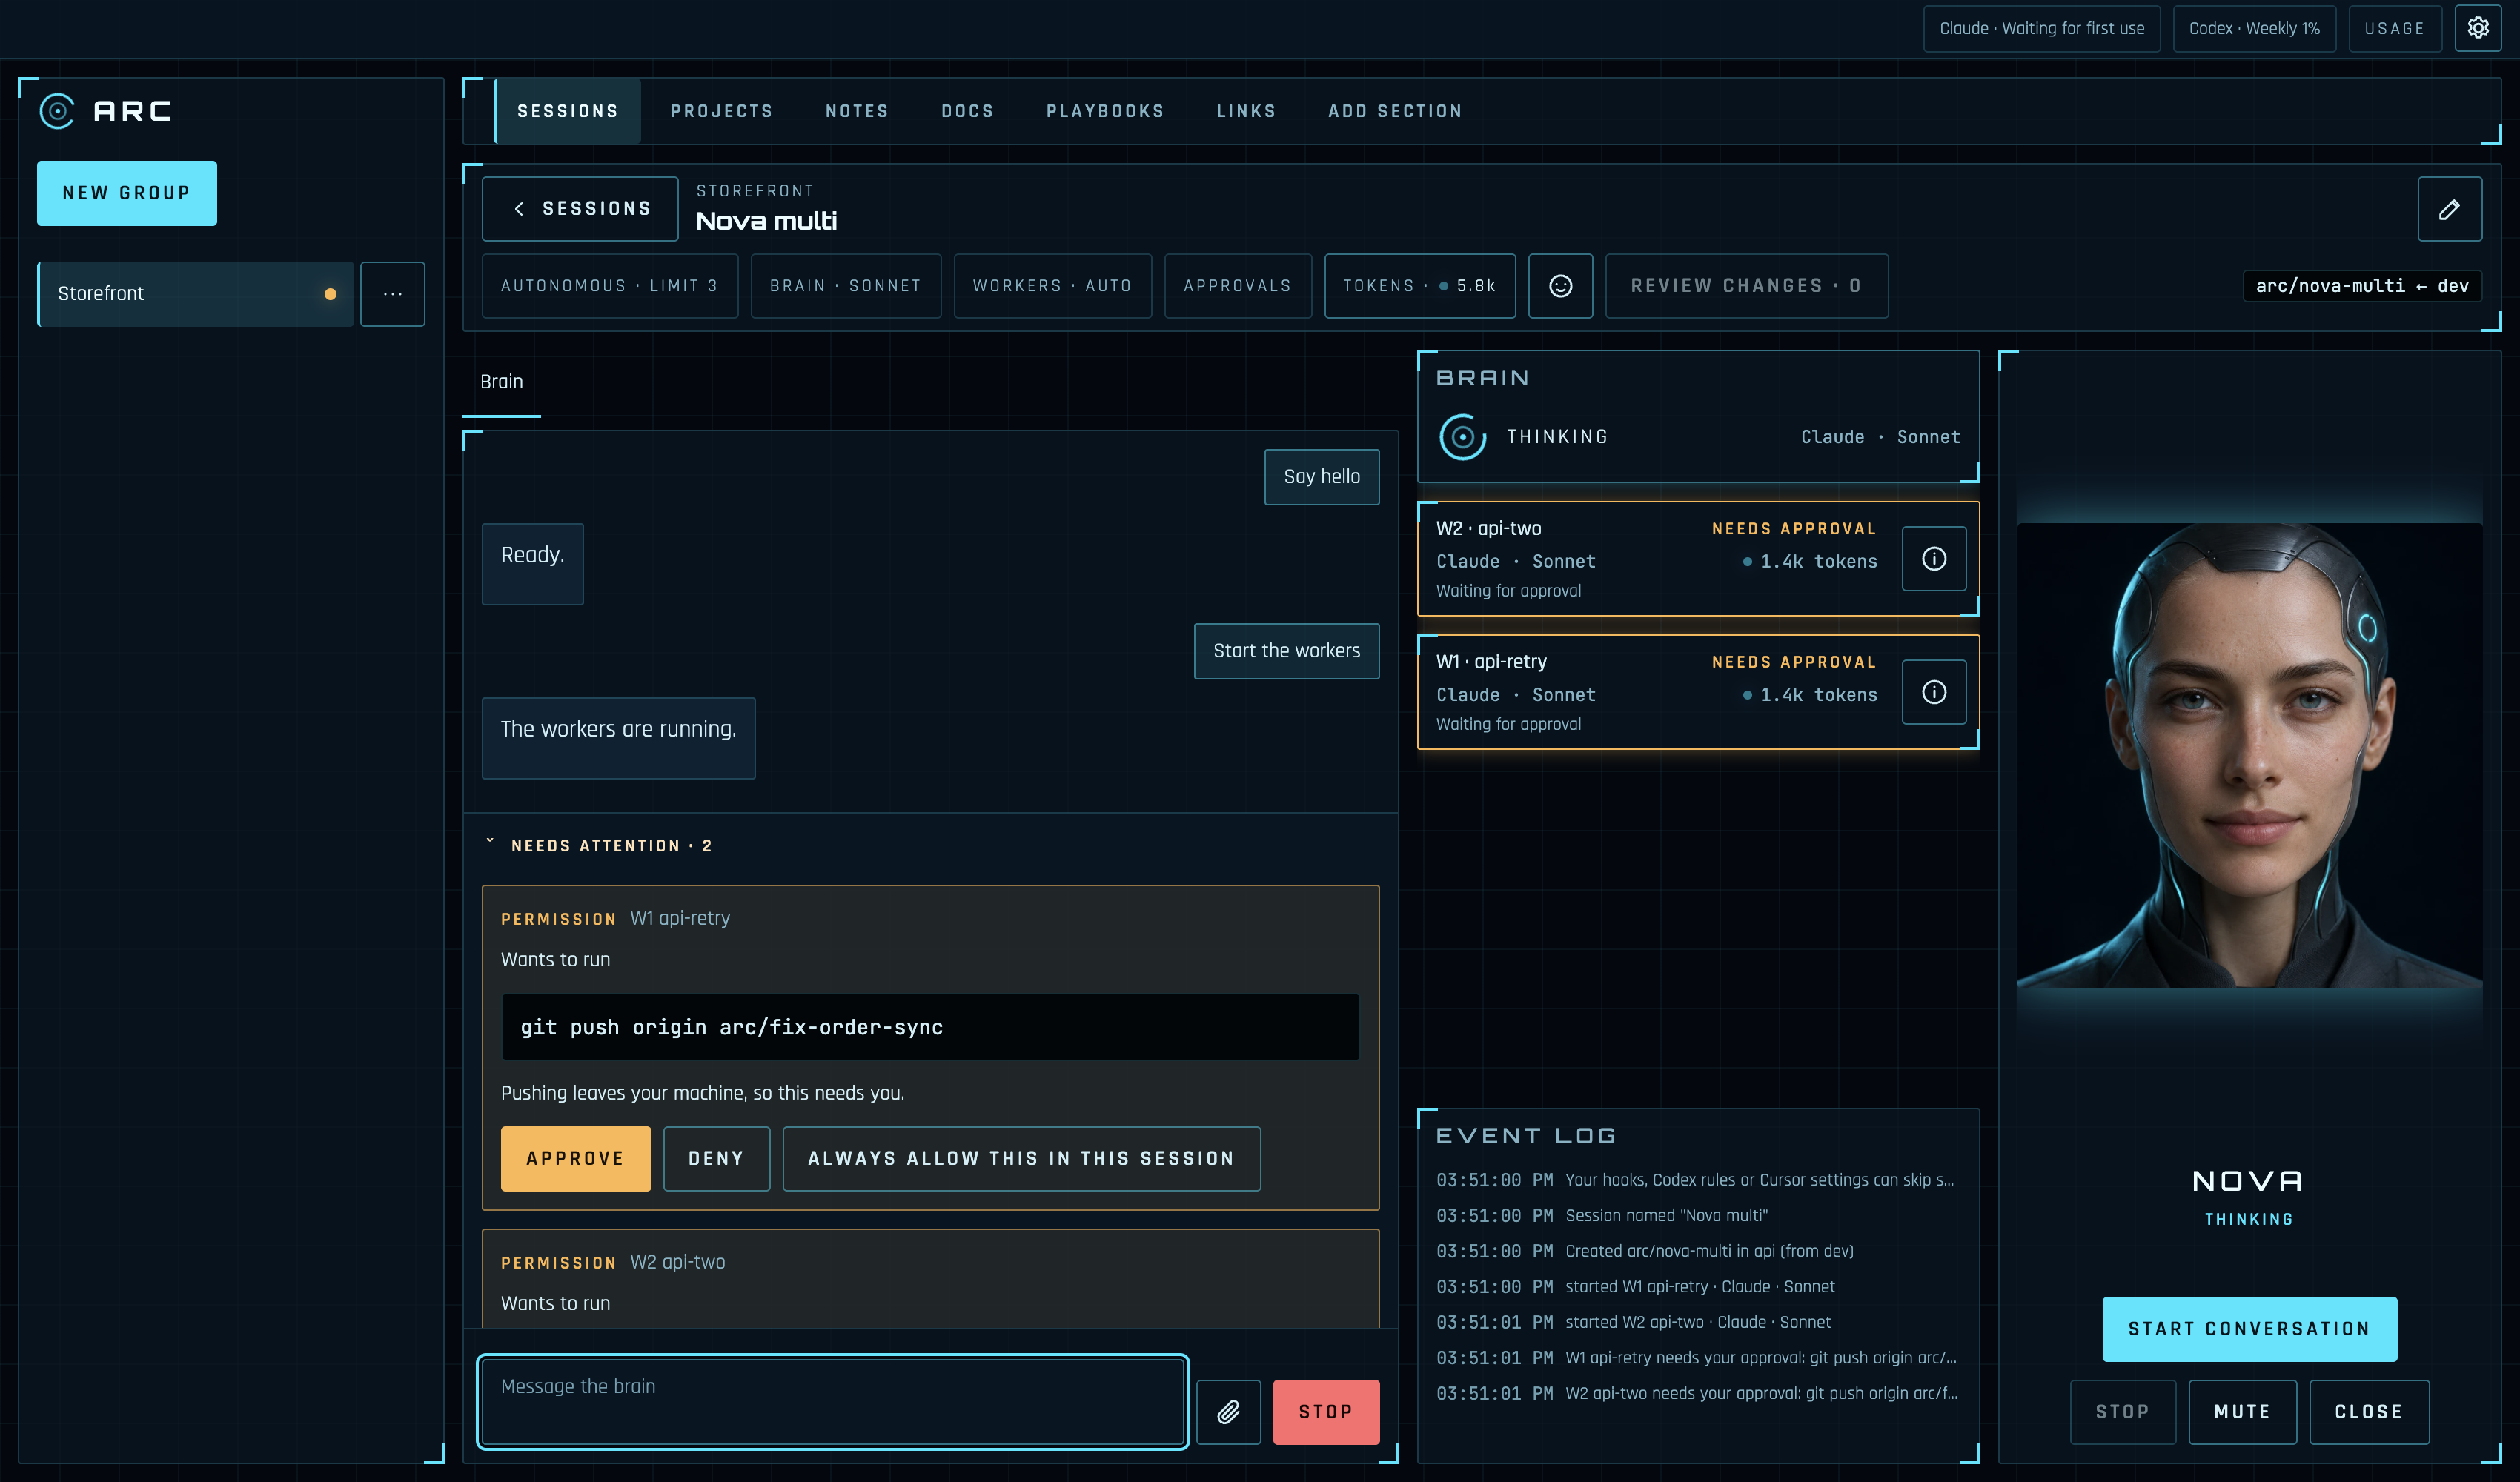 Claude · Waiting for first use
Codex · Weekly 1%
USAGE
ARC
NEW GROUP
Storefront
...
SESSIONS
PROJECTS
NOTES
DOCS
PLAYBOOKS
LINKS
ADD SECTION
SESSIONS
STOREFRONT
Nova multi
AUTONOMOUS · LIMIT 3
BRAIN · SONNET
WORKERS · AUTO
APPROVALS
TOKENS · 5.8k
REVIEW CHANGES · 0
arc/nova-multi ← dev
Brain
Say hello
Ready.
Start the workers
The workers are running.
NEEDS ATTENTION · 2
PERMISSION W1 api-retry
Wants to run
git push origin arc/fix-order-sync
Pushing leaves your machine, so this needs you.
APPROVE
DENY
ALWAYS ALLOW THIS IN THIS SESSION
PERMISSION W2 api-two
Wants to run
Message the brain
STOP
BRAIN
THINKING
Claude · Sonnet
W2 · api-two
NEEDS APPROVAL
Claude · Sonnet
1.4k tokens
Waiting for approval
W1 · api-retry
NEEDS APPROVAL
Claude · Sonnet
1.4k tokens
Waiting for approval
EVENT LOG
03:51:00 PM Your hooks, Codex rules or Cursor settings can skip s...
03:51:00 PM Session named "Nova multi"
03:51:00 PM Created arc/nova-multi in api (from dev)
03:51:00 PM started W1 api-retry · Claude · Sonnet
03:51:01 PM started W2 api-two · Claude · Sonnet
03:51:01 PM W1 api-retry needs your approval: git push origin arc/...
03:51:01 PM W2 api-two needs your approval: git push origin arc/f...
NOVA
THINKING
START CONVERSATION
STOP
MUTE
CLOSE